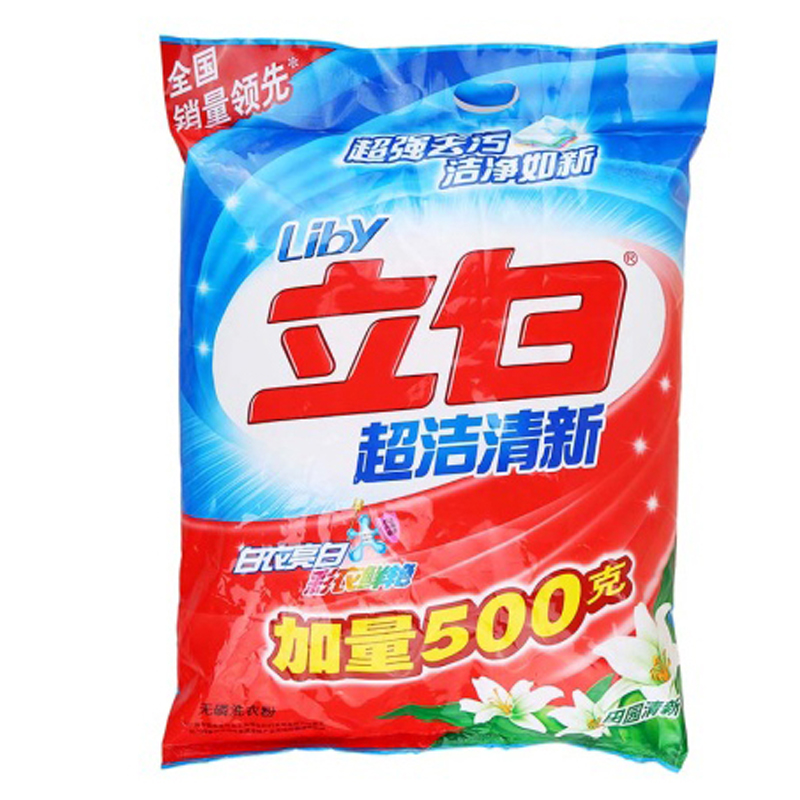 全国
销量领先*
超强去污
洁净如新
Liby
立白®
超洁清新
白衣亮白
彩衣鲜艳
加量500克
无磷洗衣粉
田园清新